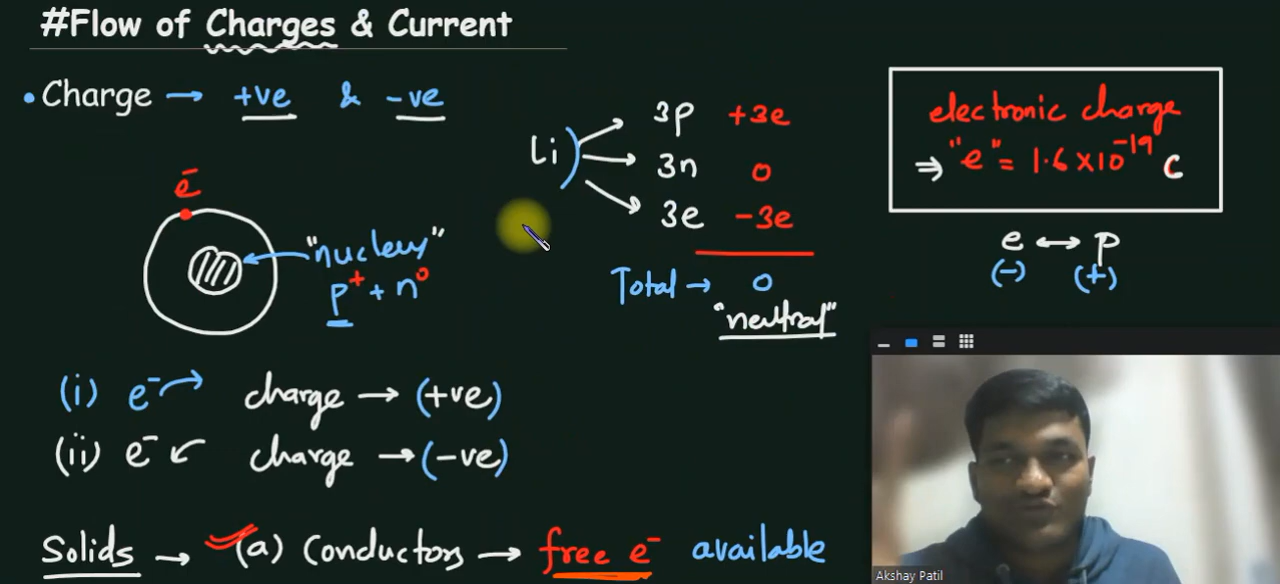 #Flow of Charges & Current
• Charge → +ve & -ve
e⁻
"nucleus"
p⁺ + n⁰
Li
3p +3e
3n 0
3e -3e
Total → 0
"neutral"
electronic charge
⇒ "e" = 1.6×10⁻¹⁹ C
e ↔ p
(-) (+)
(i) e⁻ charge → (+ve)
(ii) e⁻ charge → (-ve)
Solids → (a) Conductors → free e⁻ available
Akshay Patil